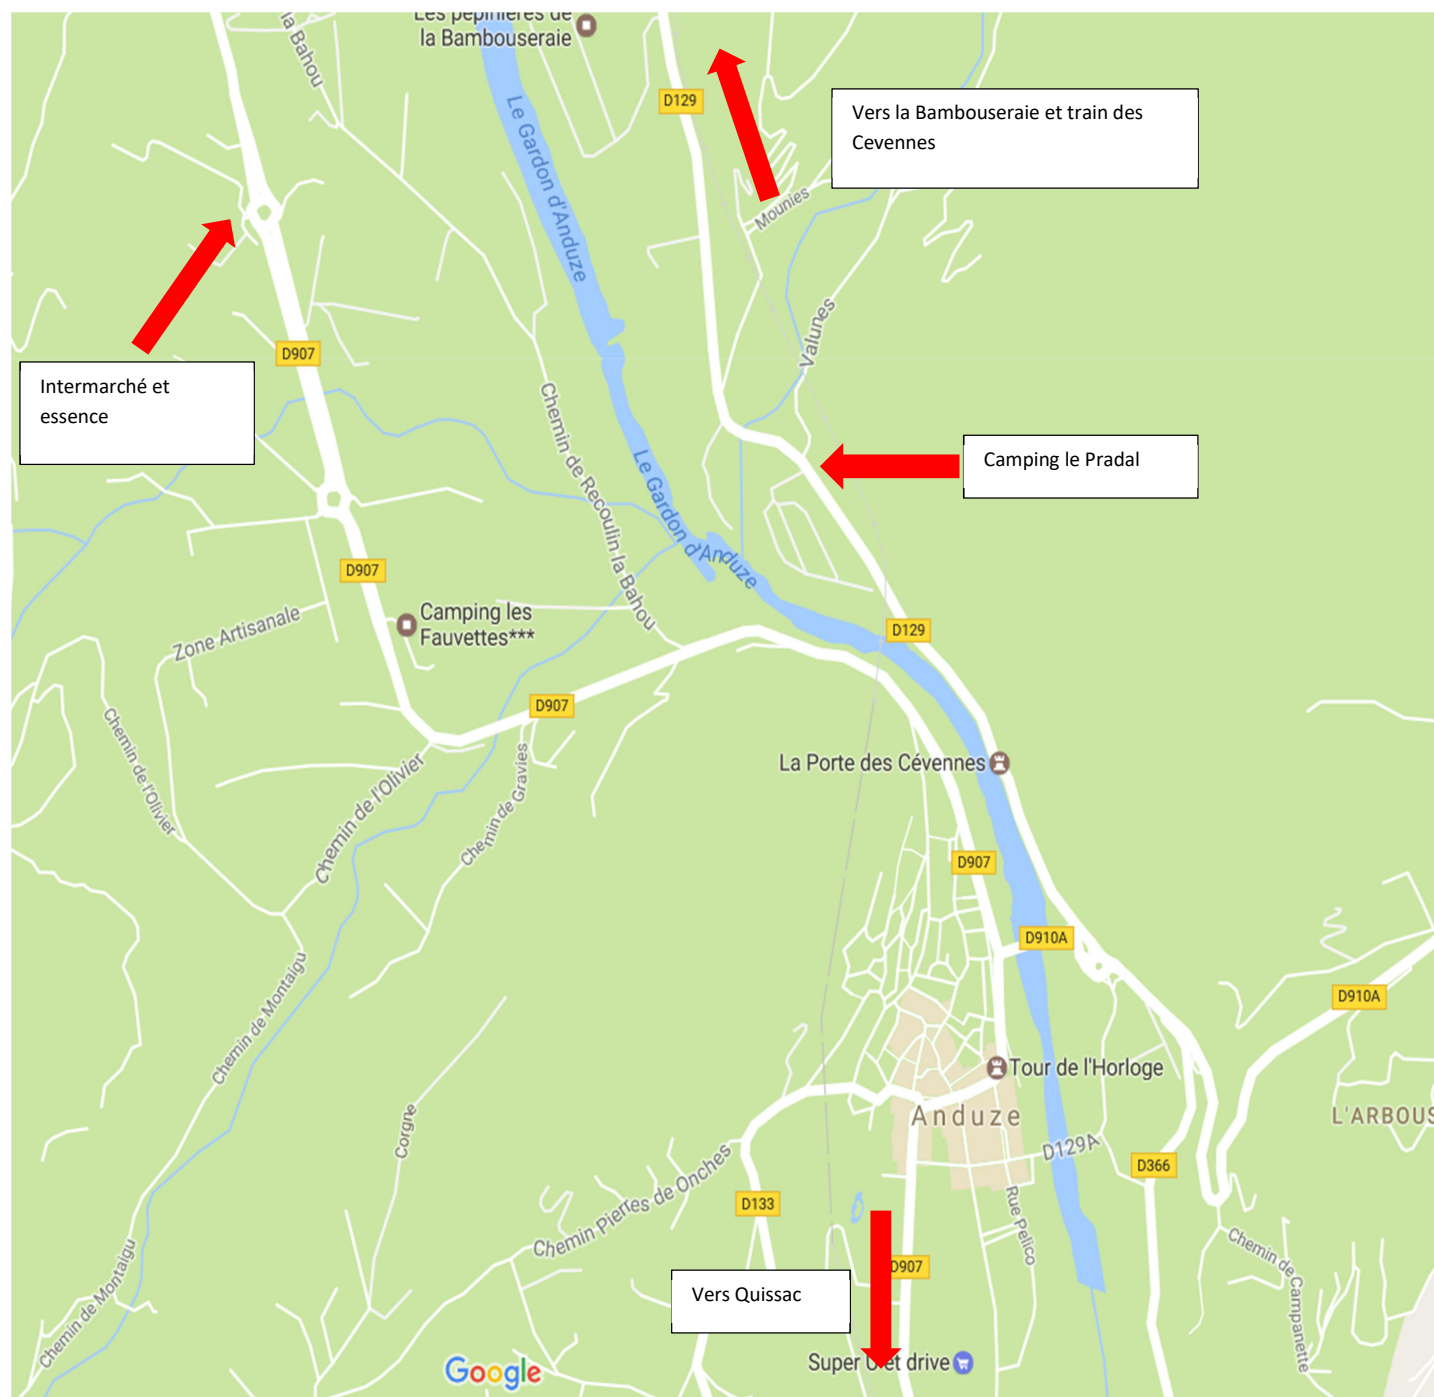 Les pépinières de
la Bambouseraie
la Bahou
D129
Le Gardon d'Anduze
Vers la Bambouseraie et train des
Cevennes
Mounies
Valunes
D907
Intermarché et
essence
Chemin de Recoulin la Bahou
Le Gardon d'Anduze
Camping le Pradal
D907
Zone Artisanale
Camping les
Fauvettes***
D129
D907
Chemin de l'Olivier
Chemin de l'Olivier
Chemin de Gravies
La Porte des Cévennes
D907
D910A
D910A
Chemin de Montaigu
Tour de l'Horloge
Anduze
L'ARBOUS
Corgne
D129A
D366
Chemin Pierres de Onches
D133
Rue Pelico
Chemin de Campanette
Chemin de Montaigu
Vers Quissac
D907
Super U et drive
Google